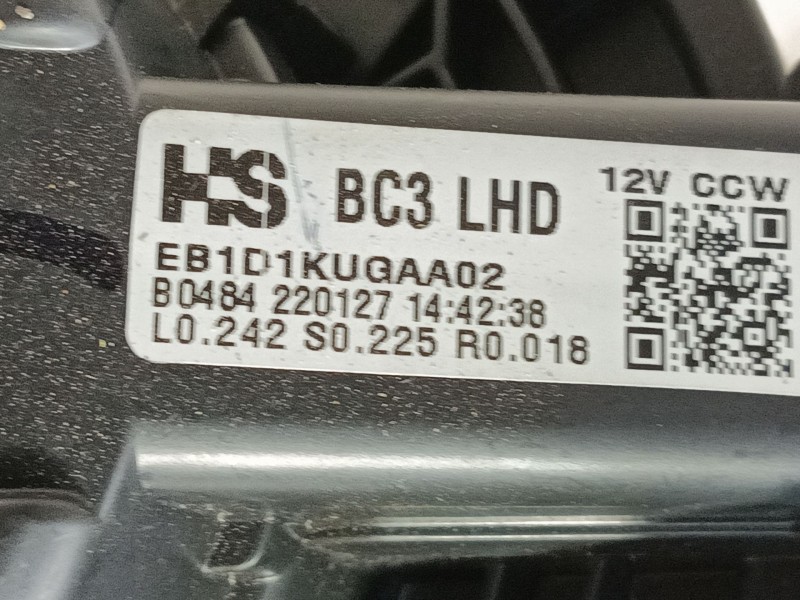 HS BC3 LHD 12V CCW
EB1D1KUGAA02
B0484 220127 14:42:38
L0.242 S0.225 R0.018